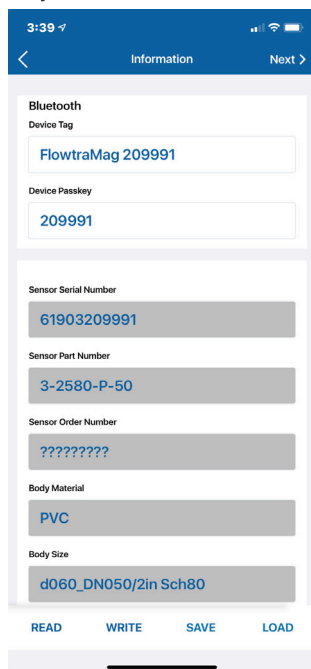 3:39
Information
Next >
Bluetooth
Device Tag
FlowtraMag 209991
Device Passkey
209991
Sensor Serial Number
61903209991
Sensor Part Number
3-2580-P-50
Sensor Order Number
?????????
Body Material
PVC
Body Size
d060_DN050/2in Sch80
READ WRITE SAVE LOAD